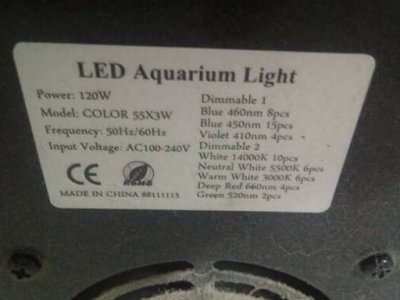 LED Aquarium Light
Power: 120W
Model: COLOR 55X3W
Frequency: 50Hz/60Hz
Input Voltage: AC100-240V
CE
RoHS
MADE IN CHINA 88111113
Dimmable 1
Blue 460nm 8pcs
Blue 450nm 15pcs
Violet 410nm 4pcs
Dimmable 2
White 14000K 10pcs
Neutral White 5500K 6pcs
Warm White 3000K 6pcs
Deep Red 660nm 4pcs
Green 520nm 2pcs